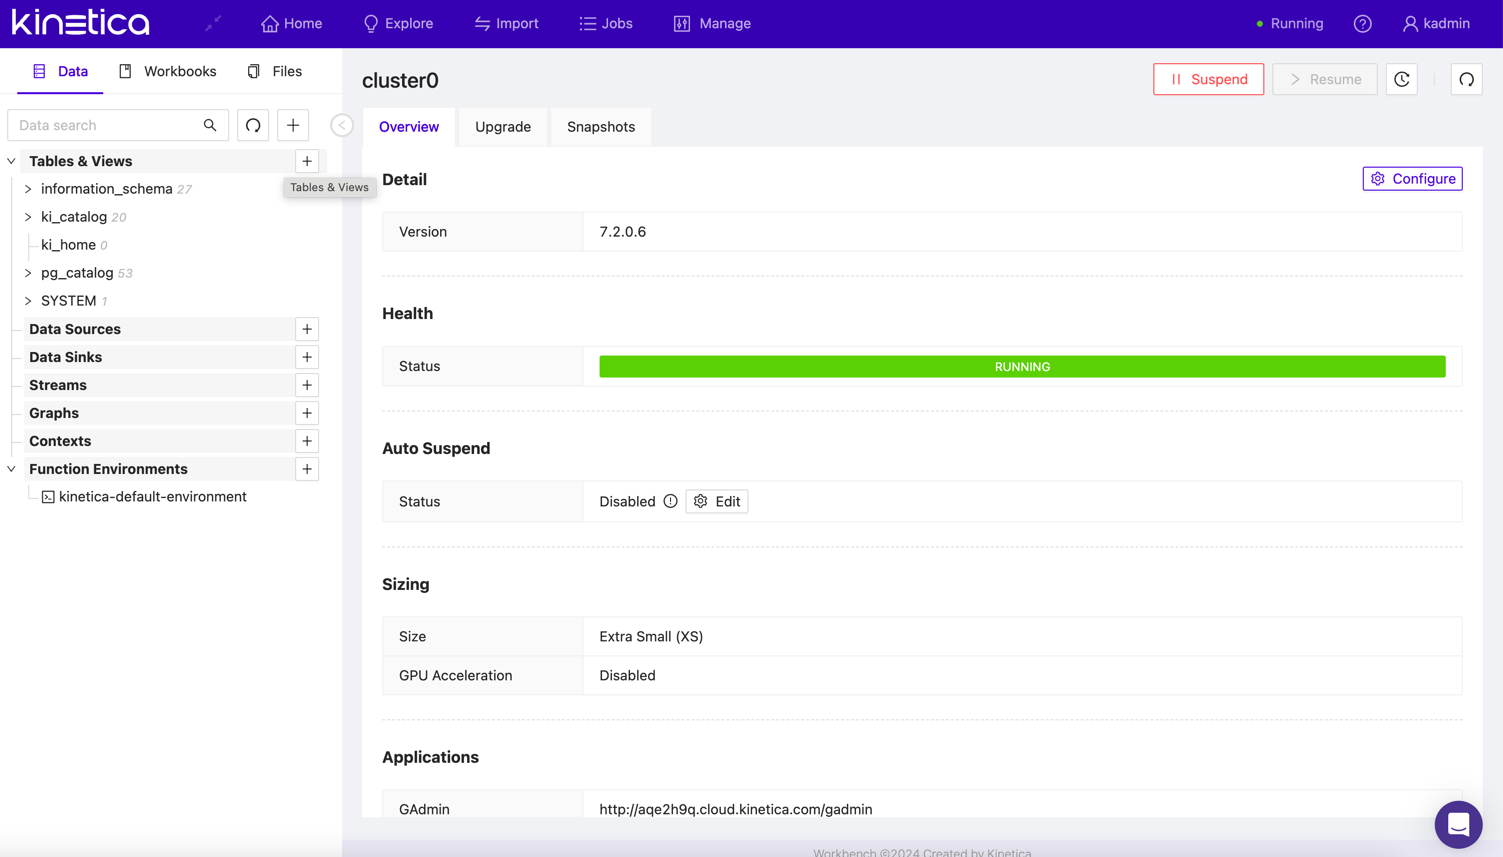 kinetica
Home
Explore
Import
Jobs
Manage
Running
kadmin
Data
Workbooks
Files
cluster0
Suspend
Resume
Data search
Overview
Upgrade
Snapshots
Tables & Views
Tables & Views
information_schema 27
ki_catalog 20
ki_home 0
pg_catalog 53
SYSTEM 1
Data Sources
Data Sinks
Streams
Graphs
Contexts
Function Environments
kinetica-default-environment
Detail
Configure
Version 7.2.0.6
Health
Status RUNNING
Auto Suspend
Status Disabled Edit
Sizing
Size Extra Small (XS)
GPU Acceleration Disabled
Applications
GAdmin http://aqe2h9q.cloud.kinetica.com/gadmin
Workbench ©2024 Created by Kinetica